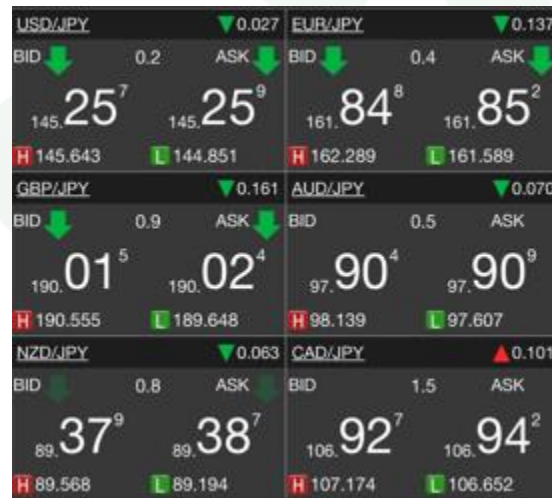 USD/JPY ▼0.027 EUR/JPY ▼0.137
BID 0.2 ASK BID 0.4 ASK
145.25⁷ 145.25⁹ 161.84⁸ 161.85²
H 145.643 L 144.851 H 162.289 L 161.589
GBP/JPY ▼0.161 AUD/JPY ▼0.070
BID 0.9 ASK BID 0.5 ASK
190.01⁵ 190.02⁴ 97.90⁴ 97.90⁹
H 190.555 L 189.648 H 98.139 L 97.607
NZD/JPY ▼0.063 CAD/JPY ▲0.101
BID 0.8 ASK BID 1.5 ASK
89.37⁹ 89.38⁷ 106.92⁷ 106.94²
H 89.568 L 89.194 H 107.174 L 106.652